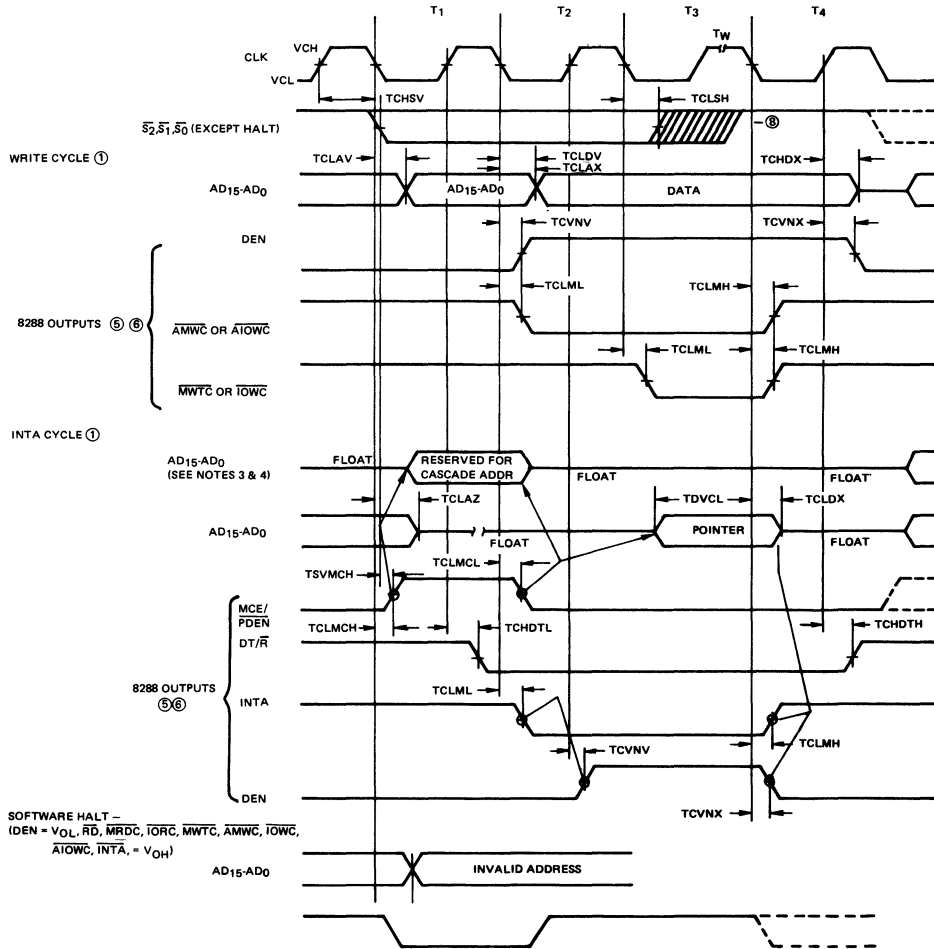 T1 T2 T3 T4
TW
VCH
CLK
VCL
TCHSV TCLSH
S2,S1,S0 (EXCEPT HALT) ⑧
WRITE CYCLE ①
TCLAV TCLDV TCHDX
TCLAX
AD15-AD0 AD15-AD0 DATA
TCVNV TCVNX
DEN
TCLML TCLMH
8288 OUTPUTS ⑤ ⑥
AMWC OR AIOWC
TCLML TCLMH
MWTC OR IOWC
INTA CYCLE ①
AD15-AD0
(SEE NOTES 3 & 4)
FLOAT RESERVED FOR
CASCADE ADDR
FLOAT FLOAT
TCLAZ TDVCL TCLDX
AD15-AD0 FLOAT POINTER FLOAT
TCLMCL
TSVMCH
MCE/
PDEN
TCLMCH TCHDTL TCHDTH
DT/R
8288 OUTPUTS
⑤⑥
TCLML
INTA
TCVNV TCLMH
DEN
TCVNX
SOFTWARE HALT –
(DEN = VOL, RD, MRDC, IORC, MWTC, AMWC, IOWC,
AIOWC, INTA, = VOH)
AD15-AD0 INVALID ADDRESS